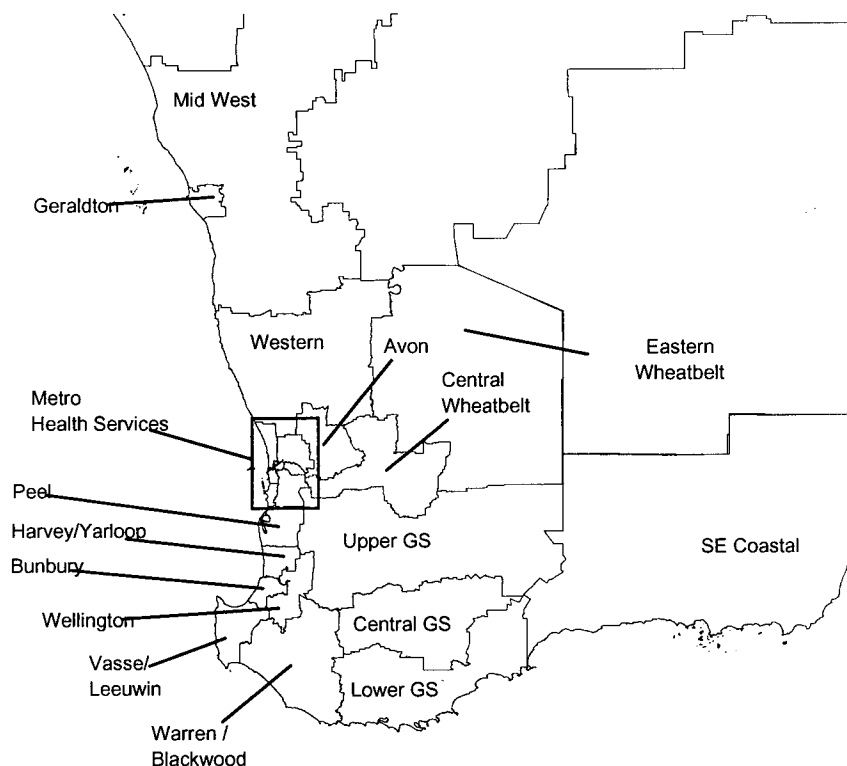 Mid West
Geraldton
Western
Avon
Eastern
Wheatbelt
Central
Wheatbelt
Metro
Health Services
Peel
Harvey/Yarloop
Bunbury
Wellington
Vasse/
Leeuwin
Warren /
Blackwood
Upper GS
Central GS
Lower GS
SE Coastal